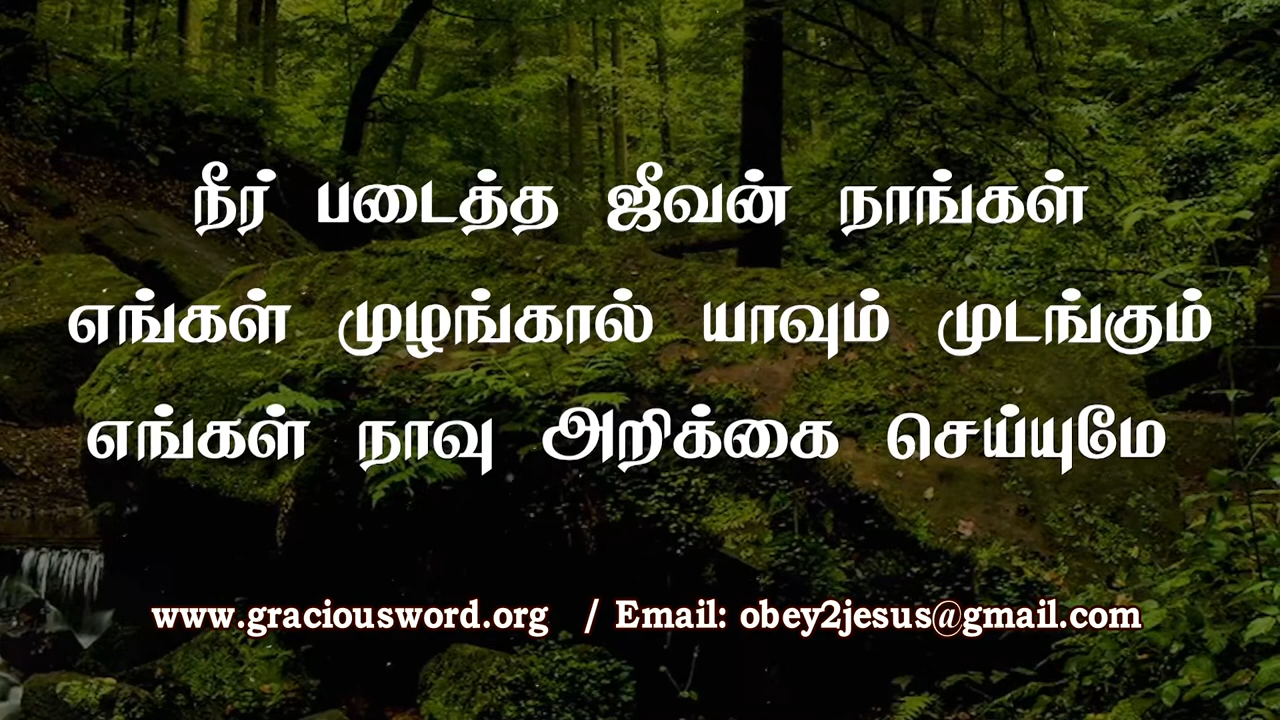 நீர் படைத்த ஜீவன் நாங்கள்
எங்கள் முழங்கால் யாவும் முடங்கும்
எங்கள் நாவு அறிக்கை செய்யுமே
www.graciousword.org / Email: obey2jesus@gmail.com